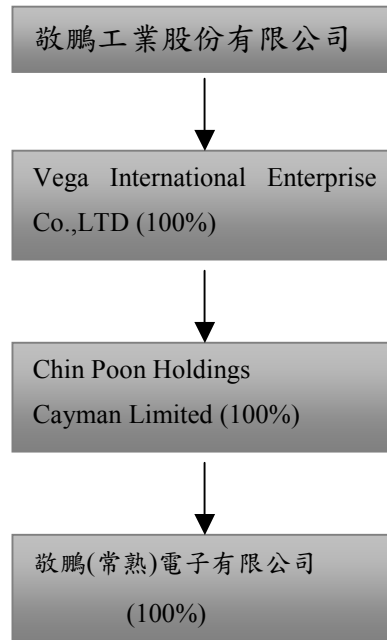 敬鵬工業股份有限公司
Vega International Enterprise
Co.,LTD (100%)
Chin Poon Holdings
Cayman Limited (100%)
敬鵬(常熟)電子有限公司
(100%)